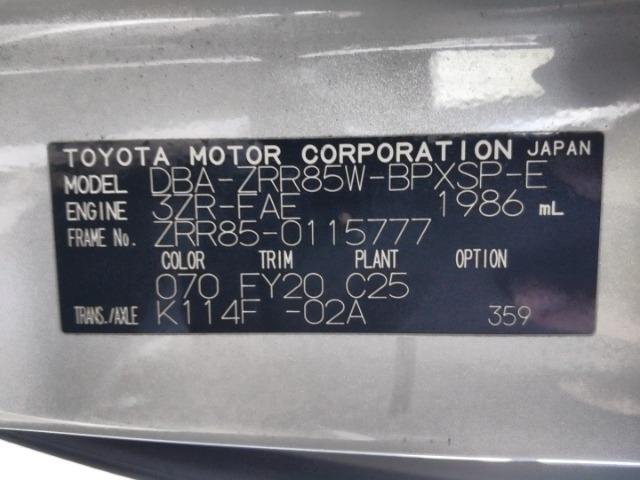 TOYOTA MOTOR CORPORATION JAPAN
MODEL DBA-ZRR85W-BPXSP-E
ENGINE 3ZR-FAE 1986 mL
FRAME No. ZRR85-0115777
COLOR TRIM PLANT OPTION
070 FY20 C25
TRANS./AXLE K114F -02A 359